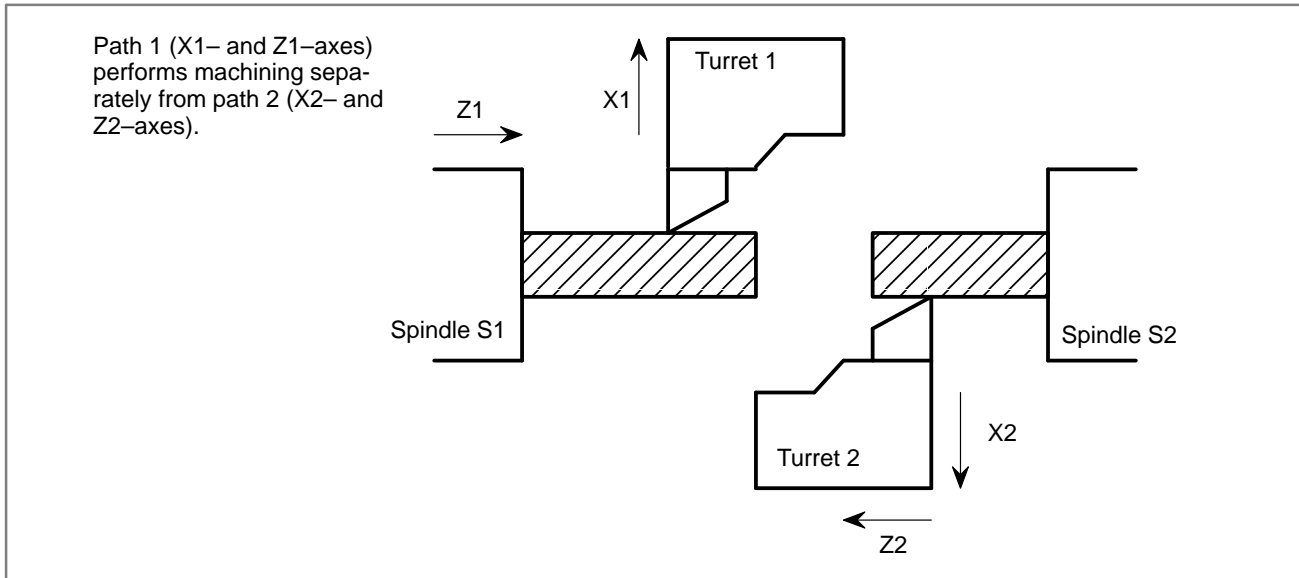 Path 1 (X1– and Z1–axes)
performs machining sepa-
rately from path 2 (X2– and
Z2–axes).
Turret 1
X1
Z1
Spindle S1
Spindle S2
X2
Turret 2
Z2